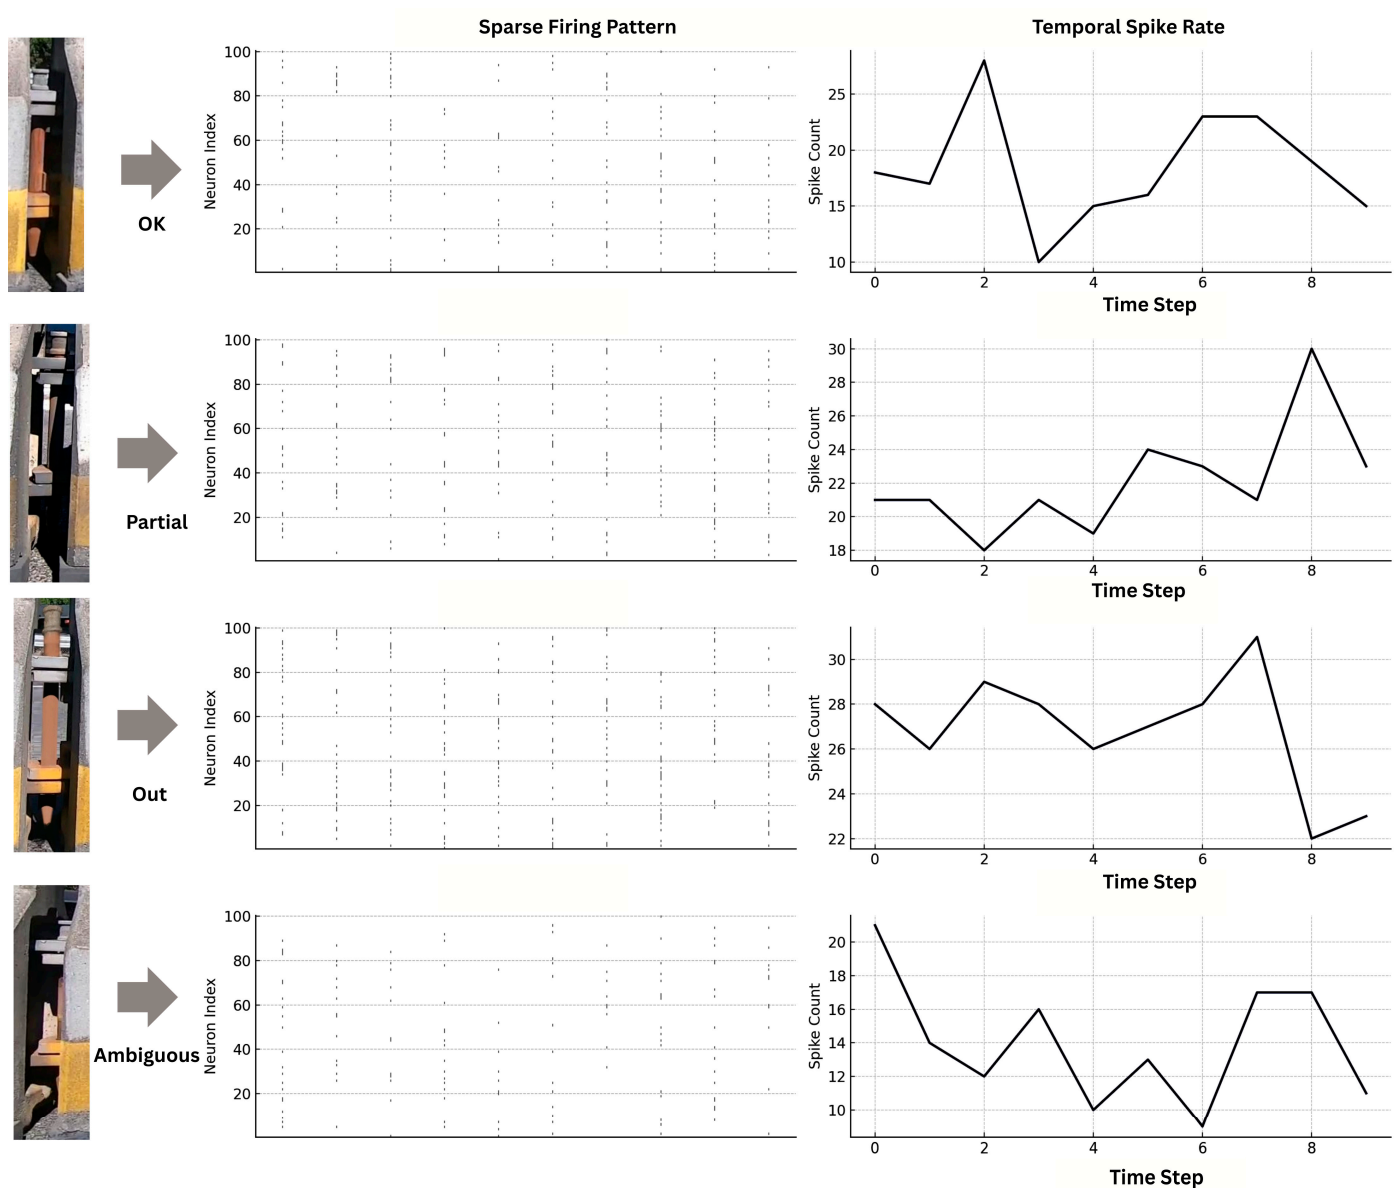 Sparse Firing Pattern
Temporal Spike Rate
100
80
60
40
20
Neuron Index
OK
25
20
15
10
Spike Count
0 2 4 6 8
Time Step
100
80
60
40
20
Neuron Index
Partial
30
28
26
24
22
20
18
Spike Count
0 2 4 6 8
Time Step
100
80
60
40
20
Neuron Index
Out
30
28
26
24
22
Spike Count
0 2 4 6 8
Time Step
100
80
60
40
20
Neuron Index
Ambiguous
20
18
16
14
12
10
Spike Count
0 2 4 6 8
Time Step